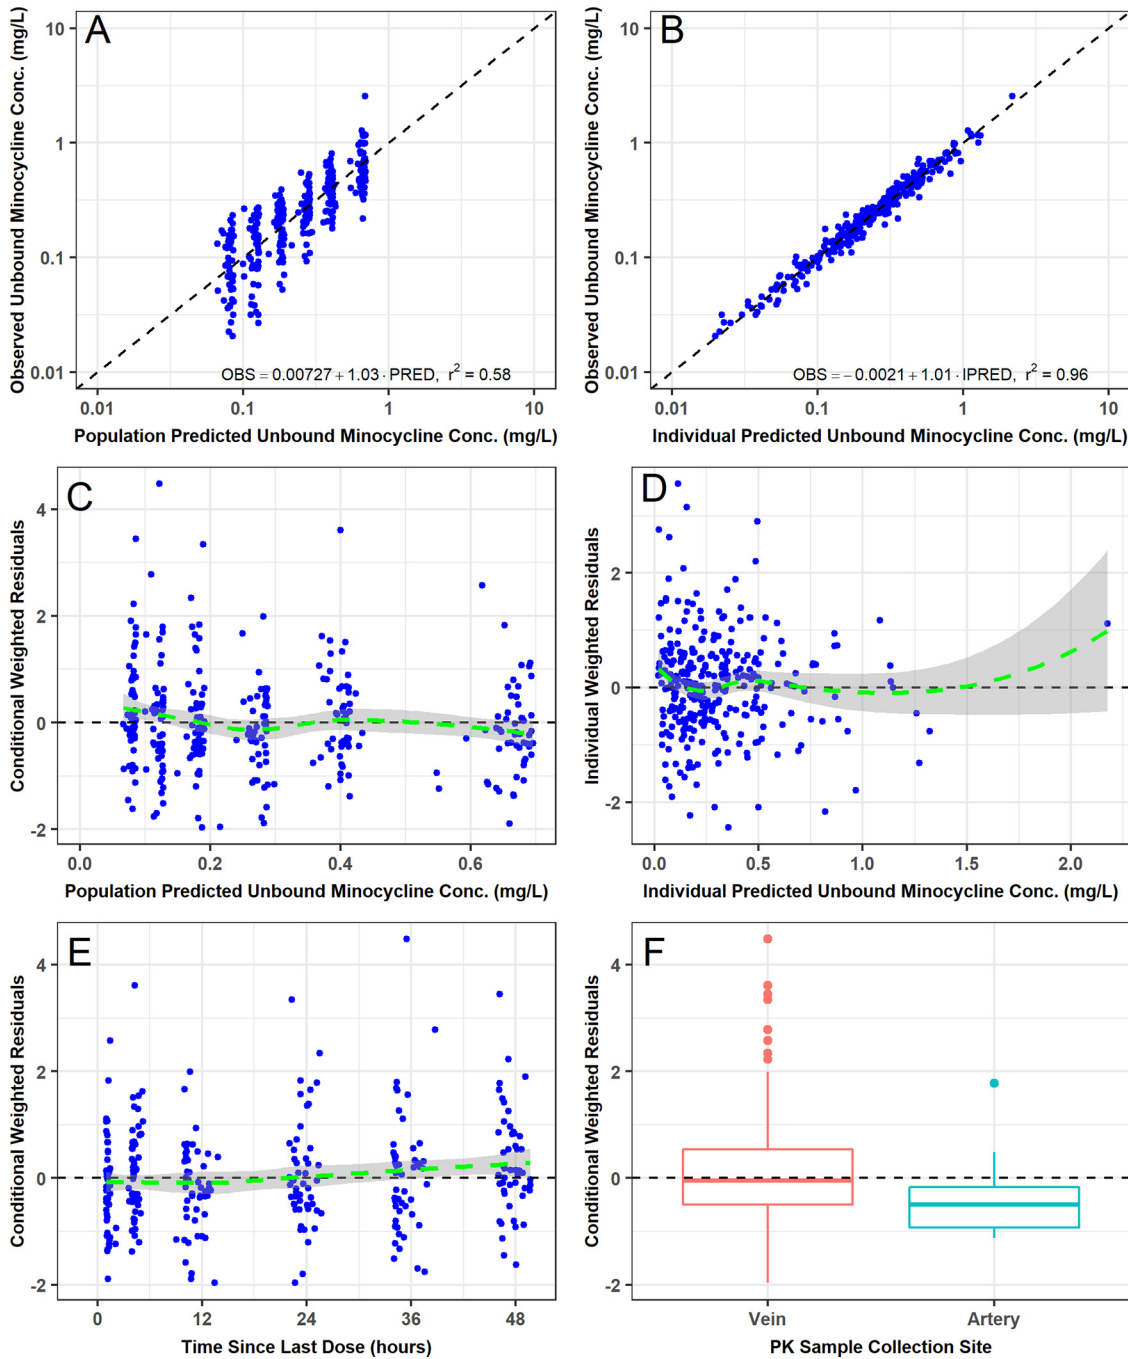 A
Observed Unbound Minocycline Conc. (mg/L)
10
1
0.1
0.01
OBS = 0.00727 + 1.03 · PRED, r² = 0.58
0.01 0.1 1 10
Population Predicted Unbound Minocycline Conc. (mg/L)
B
Observed Unbound Minocycline Conc. (mg/L)
10
1
0.1
0.01
OBS = − 0.0021 + 1.01 · IPRED, r² = 0.96
0.01 0.1 1 10
Individual Predicted Unbound Minocycline Conc. (mg/L)
C
Conditional Weighted Residuals
4
2
0
-2
0.0 0.2 0.4 0.6
Population Predicted Unbound Minocycline Conc. (mg/L)
D
Individual Weighted Residuals
2
0
-2
0.0 0.5 1.0 1.5 2.0
Individual Predicted Unbound Minocycline Conc. (mg/L)
E
Conditional Weighted Residuals
4
2
0
-2
0 12 24 36 48
Time Since Last Dose (hours)
F
Conditional Weighted Residuals
4
2
0
-2
Vein Artery
PK Sample Collection Site